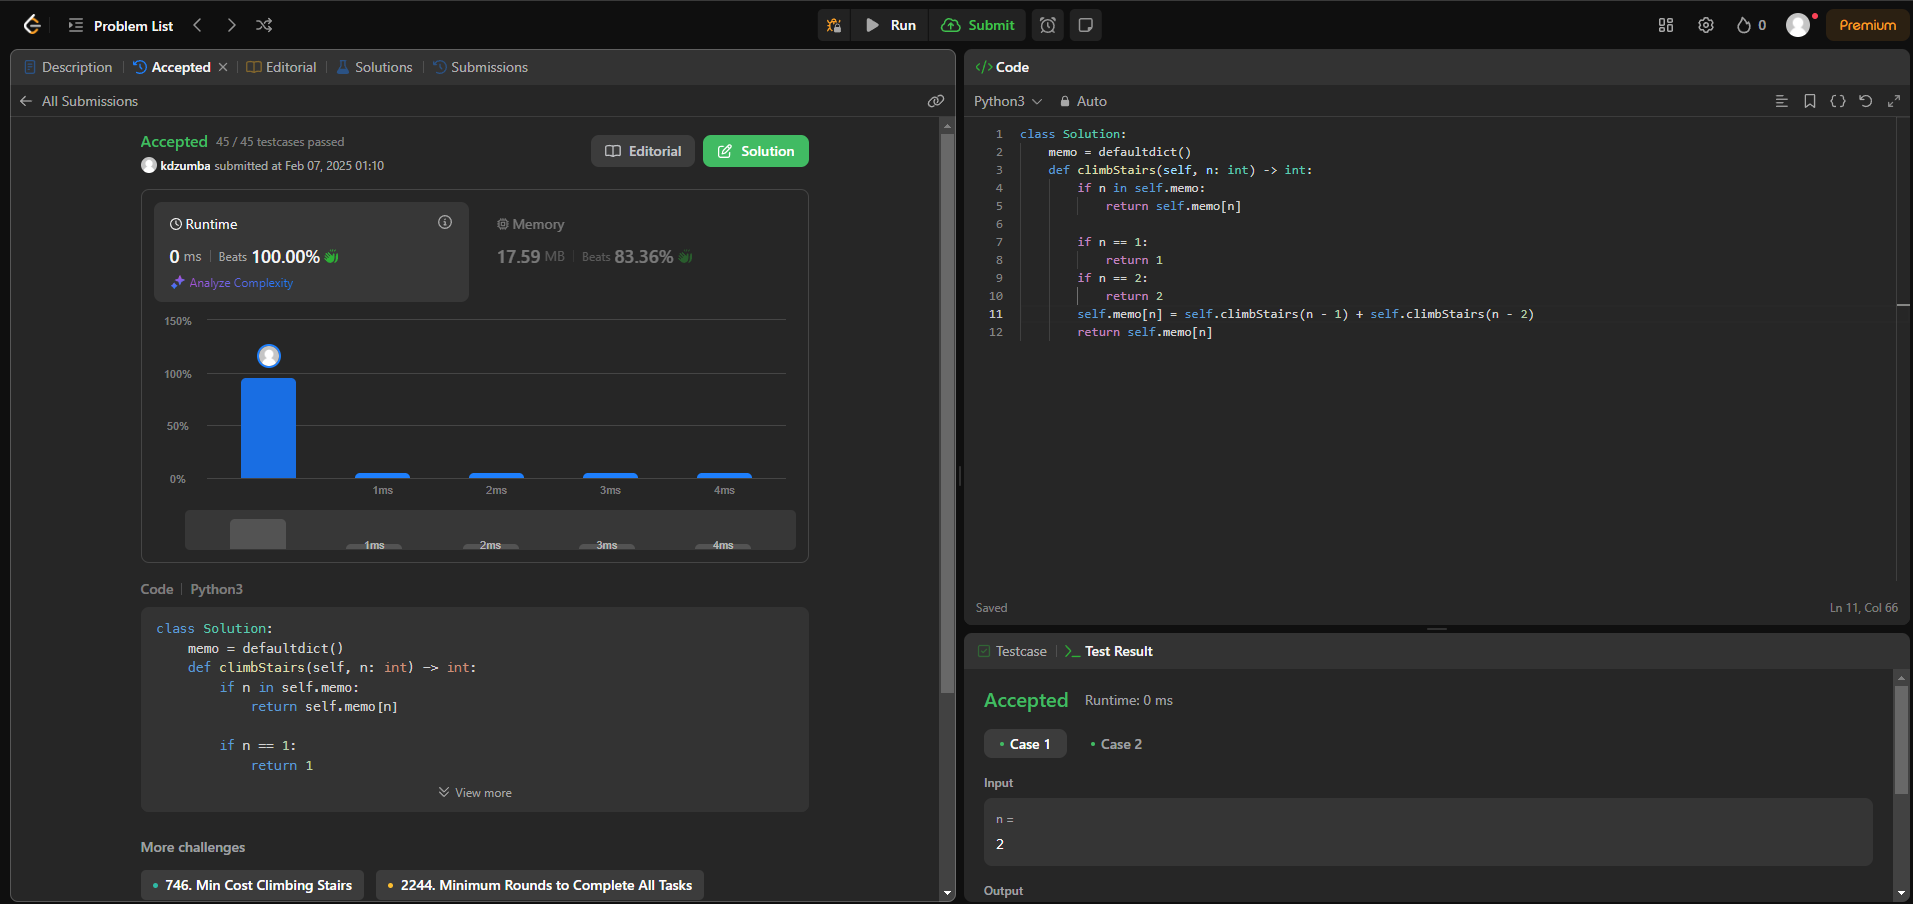 Problem List
Run
Submit
0
Premium
Description
Accepted
Editorial
Solutions
Submissions
All Submissions
Accepted 45 / 45 testcases passed
kdzumba submitted at Feb 07, 2025 01:10
Editorial
Solution
Runtime
0 ms Beats 100.00%
Analyze Complexity
Memory
17.59 MB Beats 83.36%
150%
100%
50%
0%
1ms 2ms 3ms 4ms
1ms 2ms 3ms 4ms
Code Python3
class Solution:
    memo = defaultdict()
    def climbStairs(self, n: int) -> int:
        if n in self.memo:
            return self.memo[n]

        if n == 1:
            return 1
View more
More challenges
746. Min Cost Climbing Stairs
2244. Minimum Rounds to Complete All Tasks
</> Code
Python3
Auto
1 class Solution:
2     memo = defaultdict()
3     def climbStairs(self, n: int) -> int:
4         if n in self.memo:
5             return self.memo[n]
6
7         if n == 1:
8             return 1
9         if n == 2:
10             return 2
11         self.memo[n] = self.climbStairs(n - 1) + self.climbStairs(n - 2)
12         return self.memo[n]
Saved
Ln 11, Col 66
Testcase
>_ Test Result
Accepted Runtime: 0 ms
Case 1
Case 2
Input
n =
2
Output